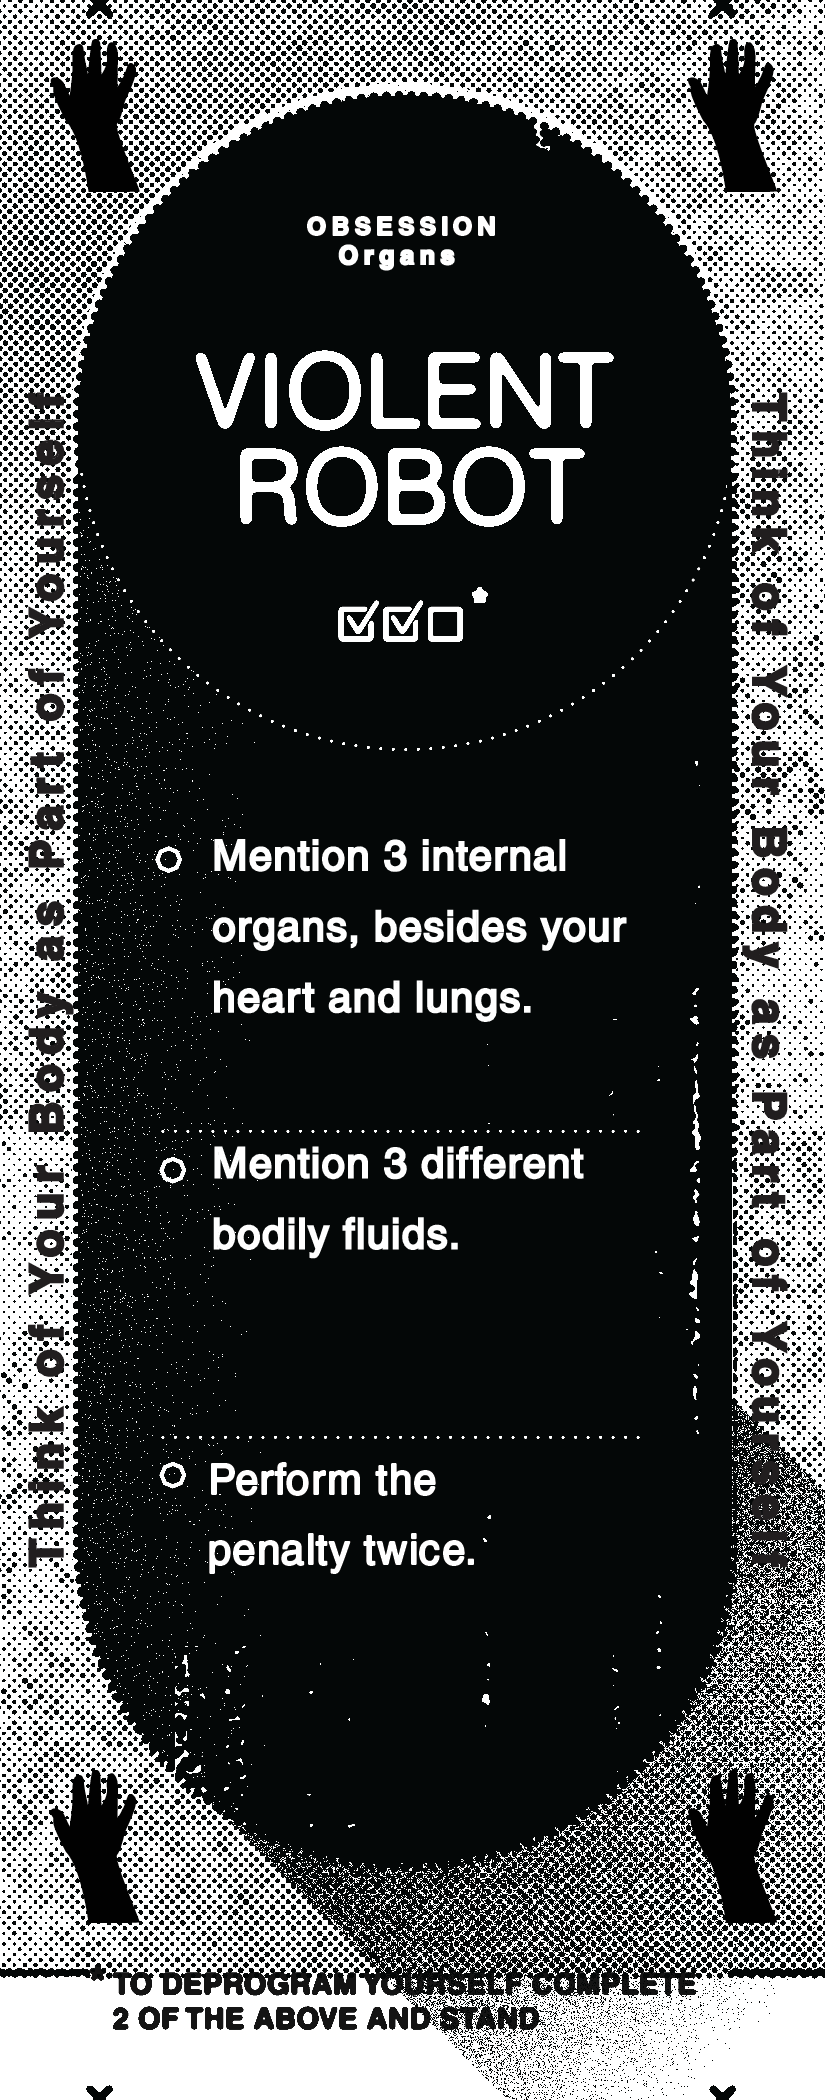 OBSESSION
Organs
VIOLENT
ROBOT
Mention 3 internal
organs, besides your
heart and lungs.
Mention 3 different
bodily fluids.
Perform the
penalty twice.
Think of Your Body as Part of Yourself
Think of Your Body as Part of Yourself
*TO DEPROGRAM YOURSELF COMPLETE
2 OF THE ABOVE AND STAND